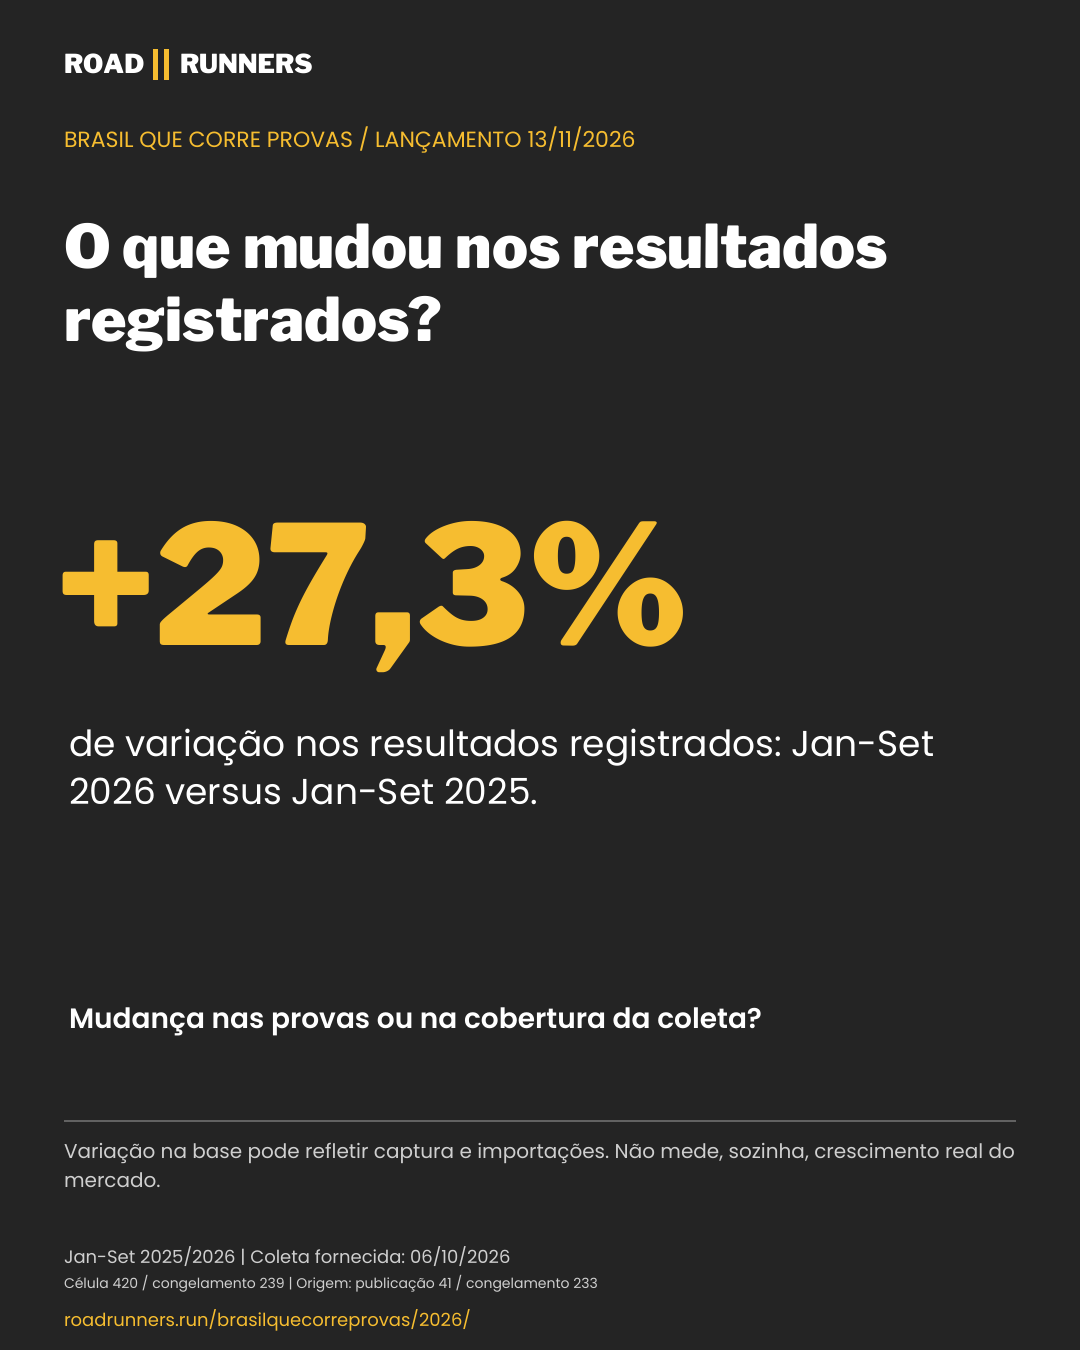 ROAD || RUNNERS
BRASIL QUE CORRE PROVAS / LANÇAMENTO 13/11/2026
O que mudou nos resultados
registrados?
+27,3%
de variação nos resultados registrados: Jan-Set
2026 versus Jan-Set 2025.
Mudança nas provas ou na cobertura da coleta?
Variação na base pode refletir captura e importações. Não mede, sozinha, crescimento real do
mercado.
Jan-Set 2025/2026 | Coleta fornecida: 06/10/2026
Célula 420 / congelamento 239 | Origem: publicação 41 / congelamento 233
roadrunners.run/brasilquecorreprovas/2026/